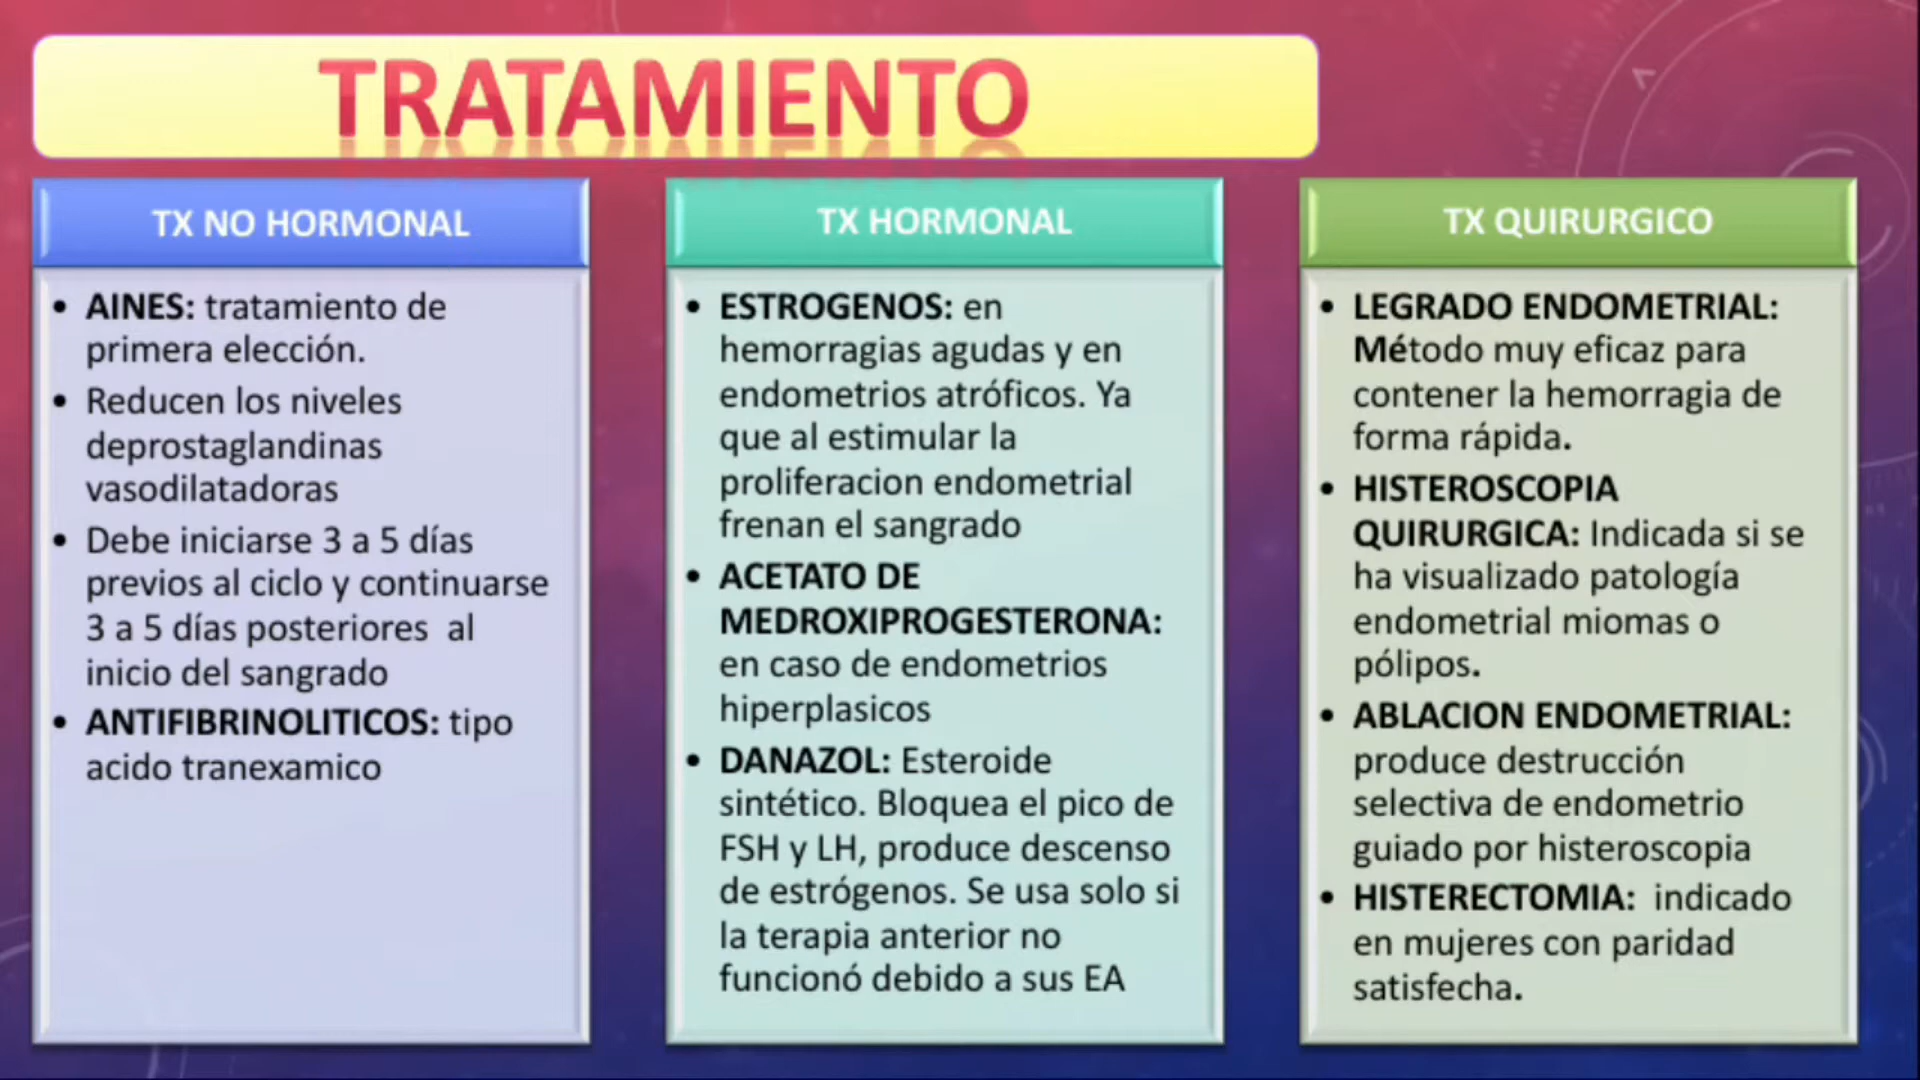 TRATAMIENTO
TX NO HORMONAL
• AINES: tratamiento de
primera elección.
• Reducen los niveles
deprostaglandinas
vasodilatadoras
• Debe iniciarse 3 a 5 días
previos al ciclo y continuarse
3 a 5 días posteriores al
inicio del sangrado
• ANTIFIBRINOLITICOS: tipo
acido tranexamico
TX HORMONAL
• ESTROGENOS: en
hemorragias agudas y en
endometrios atróficos. Ya
que al estimular la
proliferacion endometrial
frenan el sangrado
• ACETATO DE
MEDROXIPROGESTERONA:
en caso de endometrios
hiperplasicos
• DANAZOL: Esteroide
sintético. Bloquea el pico de
FSH y LH, produce descenso
de estrógenos. Se usa solo si
la terapia anterior no
funcionó debido a sus EA
TX QUIRURGICO
• LEGRADO ENDOMETRIAL:
Método muy eficaz para
contener la hemorragia de
forma rápida.
• HISTEROSCOPIA
QUIRURGICA: Indicada si se
ha visualizado patología
endometrial miomas o
pólipos.
• ABLACION ENDOMETRIAL:
produce destrucción
selectiva de endometrio
guiado por histeroscopia
• HISTERECTOMIA: indicado
en mujeres con paridad
satisfecha.